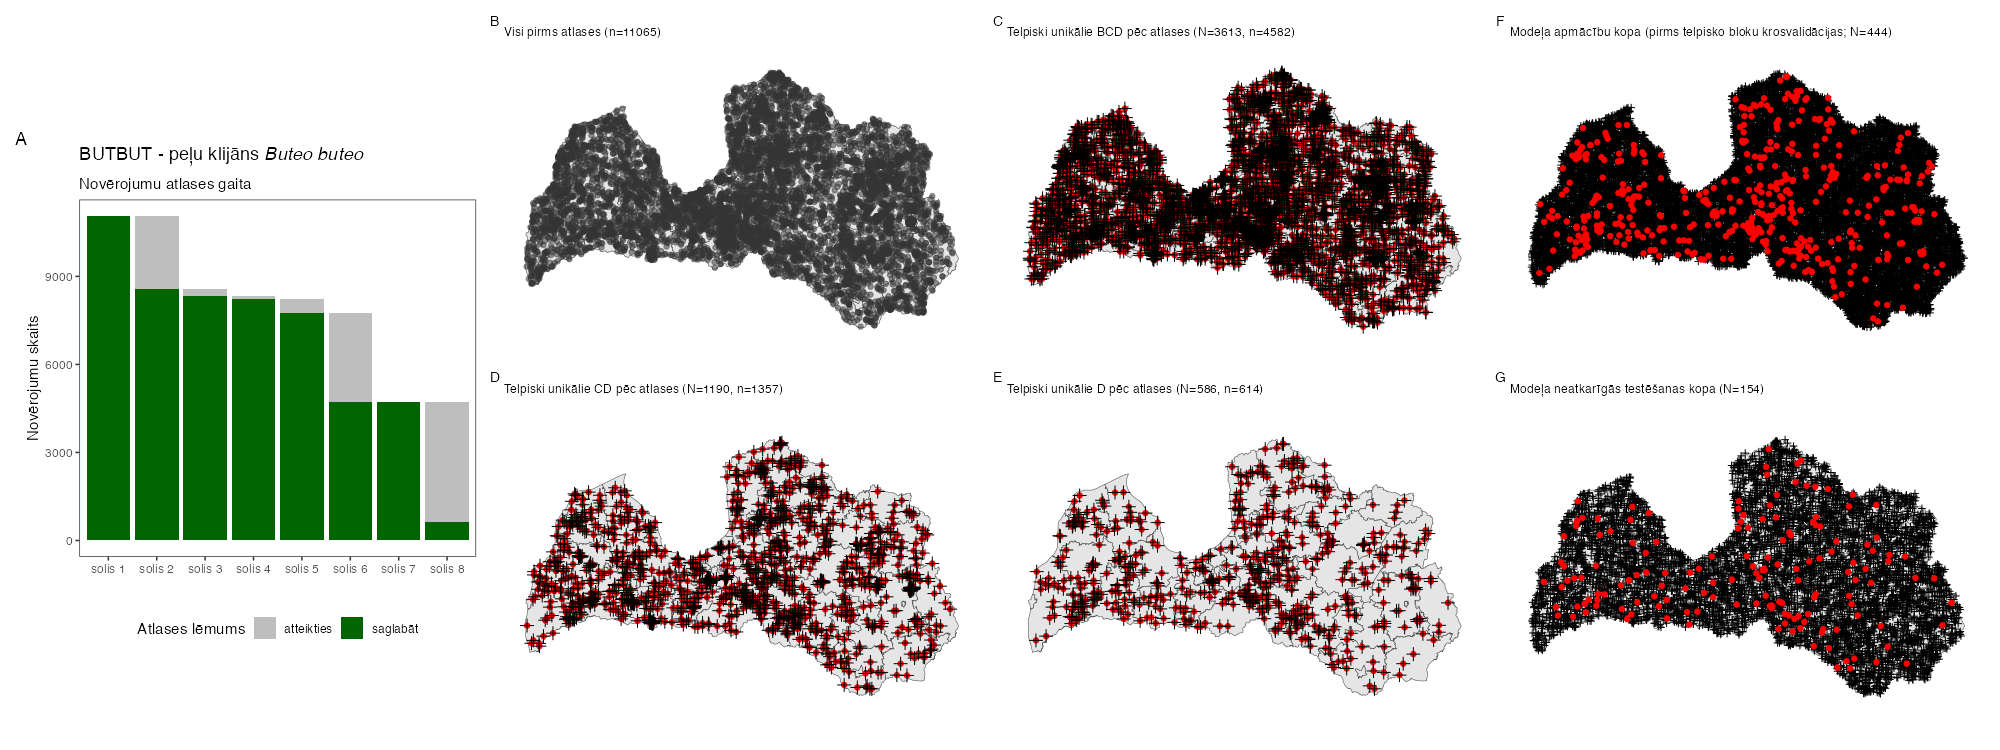 A
BUTBUT - peļu klijāns Buteo buteo
Novērojumu atlases gaita
Novērojumu skaits
9000
6000
3000
0
solis 1 solis 2 solis 3 solis 4 solis 5 solis 6 solis 7 solis 8
Atlases lēmums atteikties saglabāt
B
Visi pirms atlases (n=11065)
C
Telpiski unikālie BCD pēc atlases (N=3613, n=4582)
F
Modeļa apmācību kopa (pirms telpisko bloku krosvalidācijas; N=444)
D
Telpiski unikālie CD pēc atlases (N=1190, n=1357)
E
Telpiski unikālie D pēc atlases (N=586, n=614)
G
Modeļa neatkarīgās testēšanas kopa (N=154)